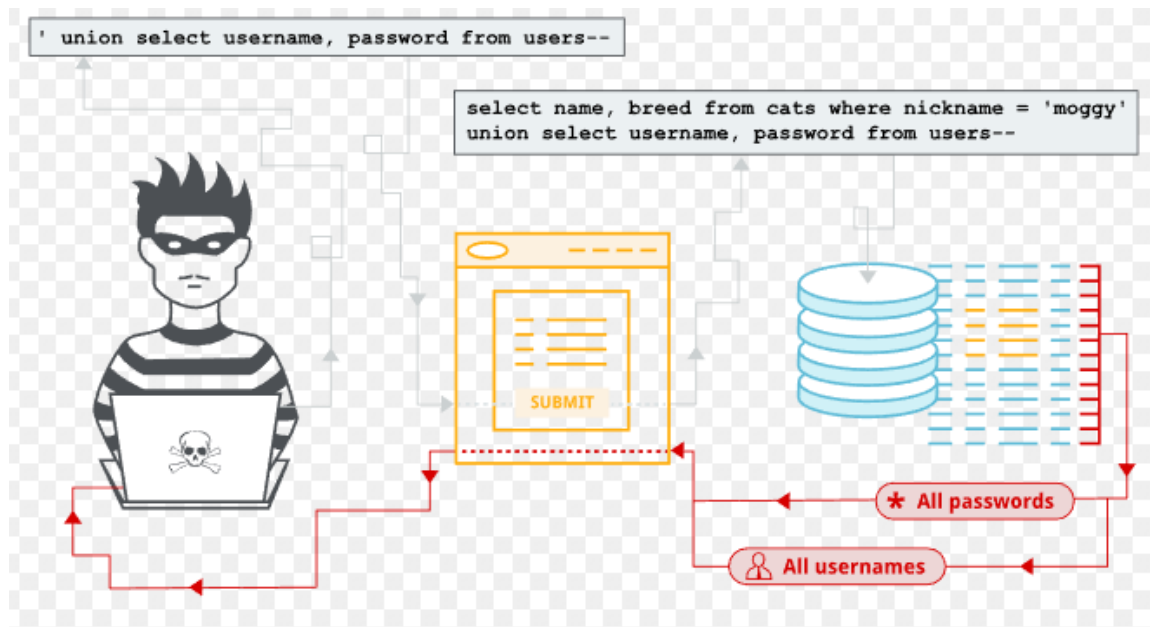 ' union select username, password from users--
select name, breed from cats where nickname = 'moggy'
union select username, password from users--
SUBMIT
* All passwords
All usernames